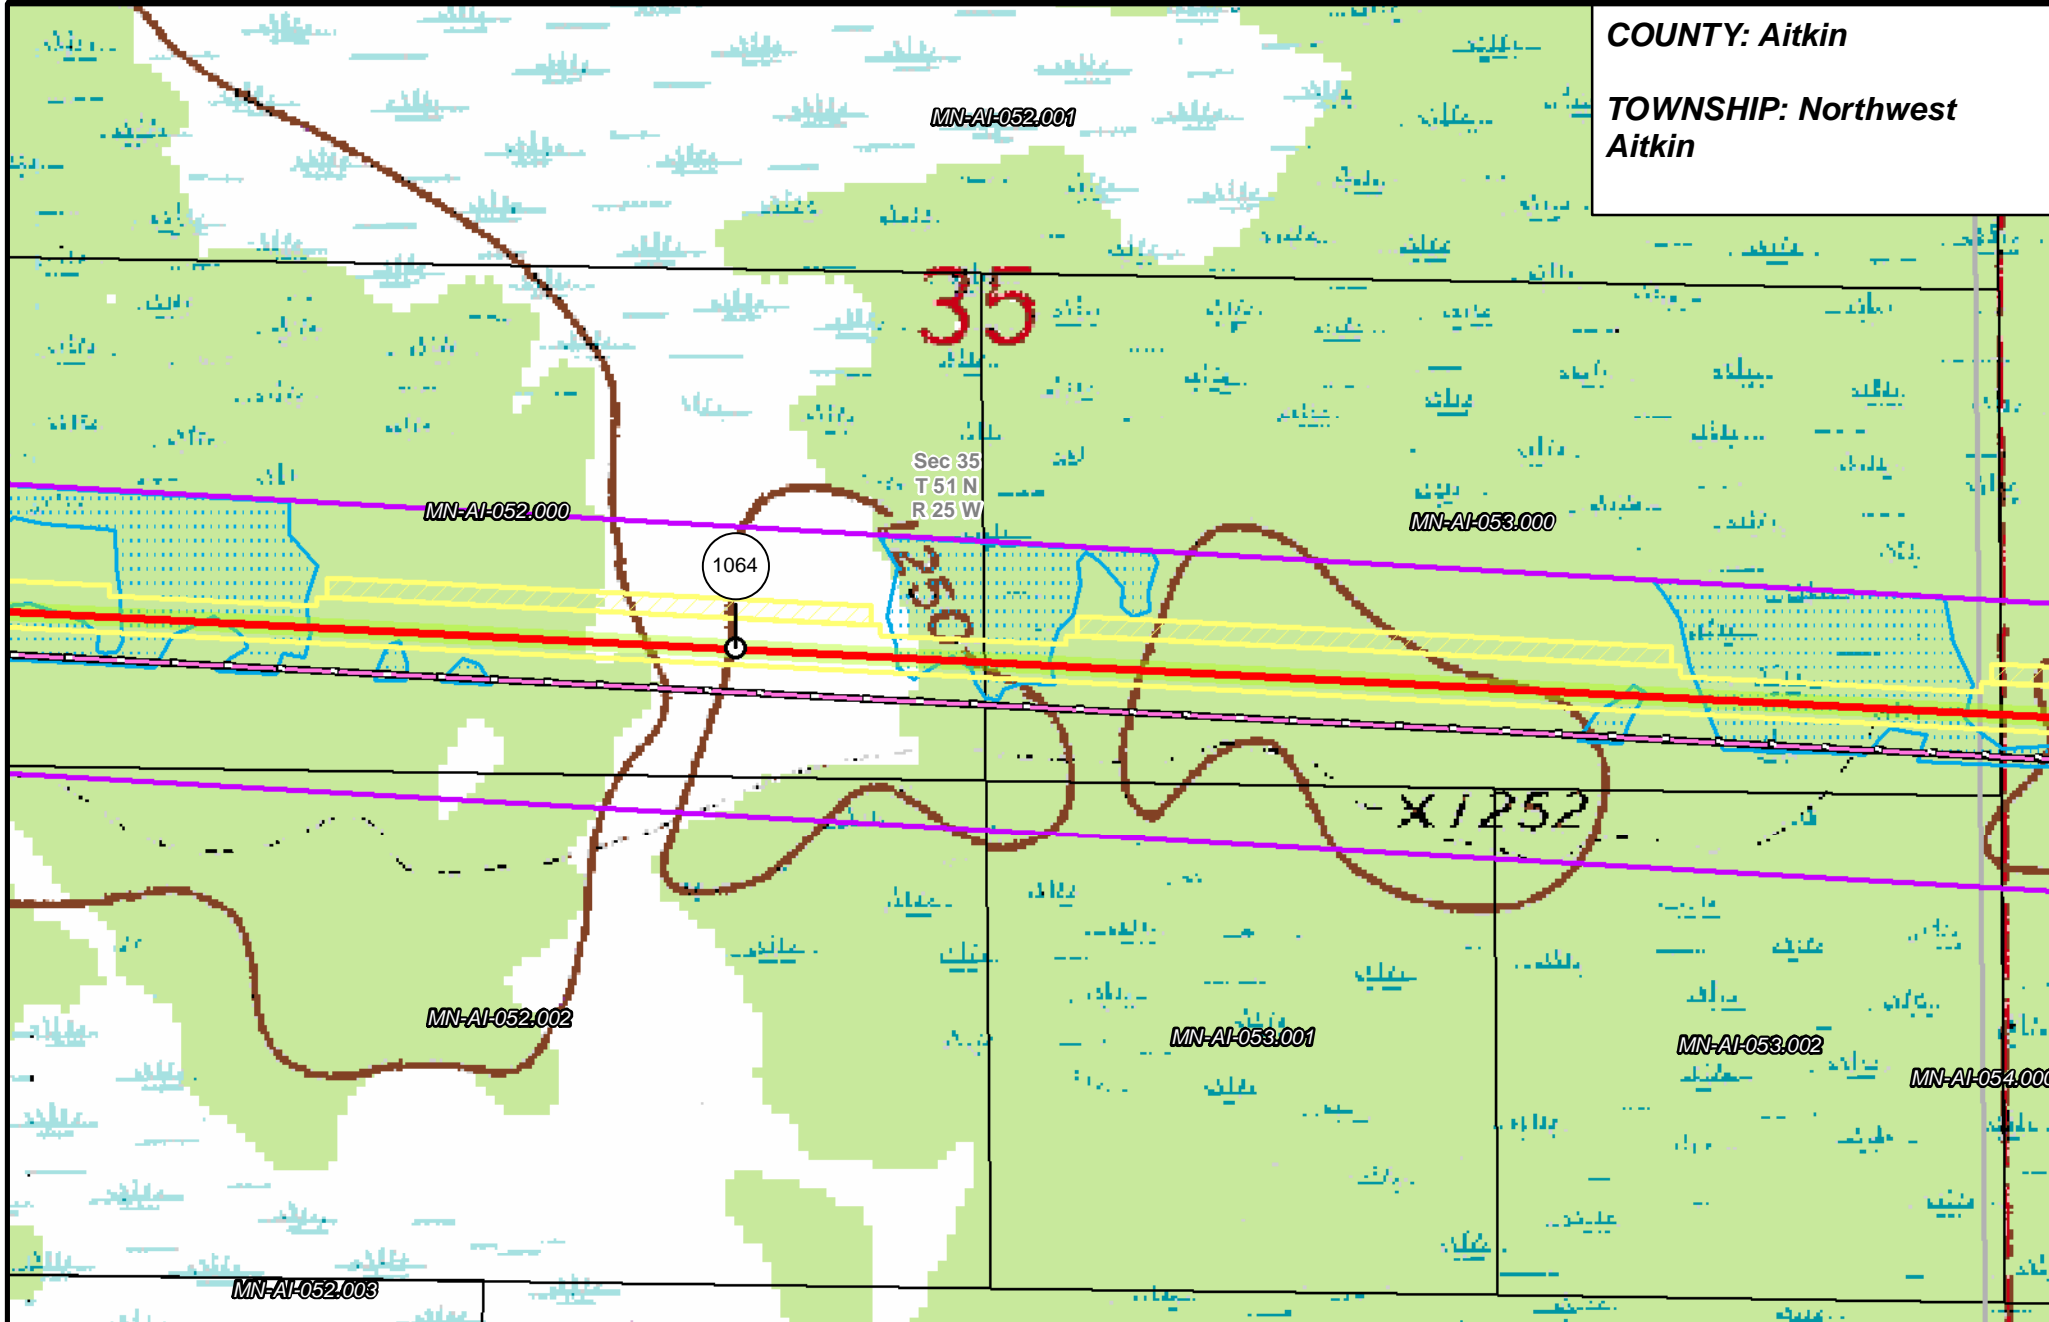 COUNTY: Aitkin
TOWNSHIP: Northwest
Aitkin
MN-AI-052.001
35
Sec 35
T 51 N
R 25 W
MN-AI-052.000
MN-AI-053.000
1064
1250
X1252
MN-AI-052.002
MN-AI-053.001
MN-AI-053.002
MN-AI-054.000
MN-AI-052.003